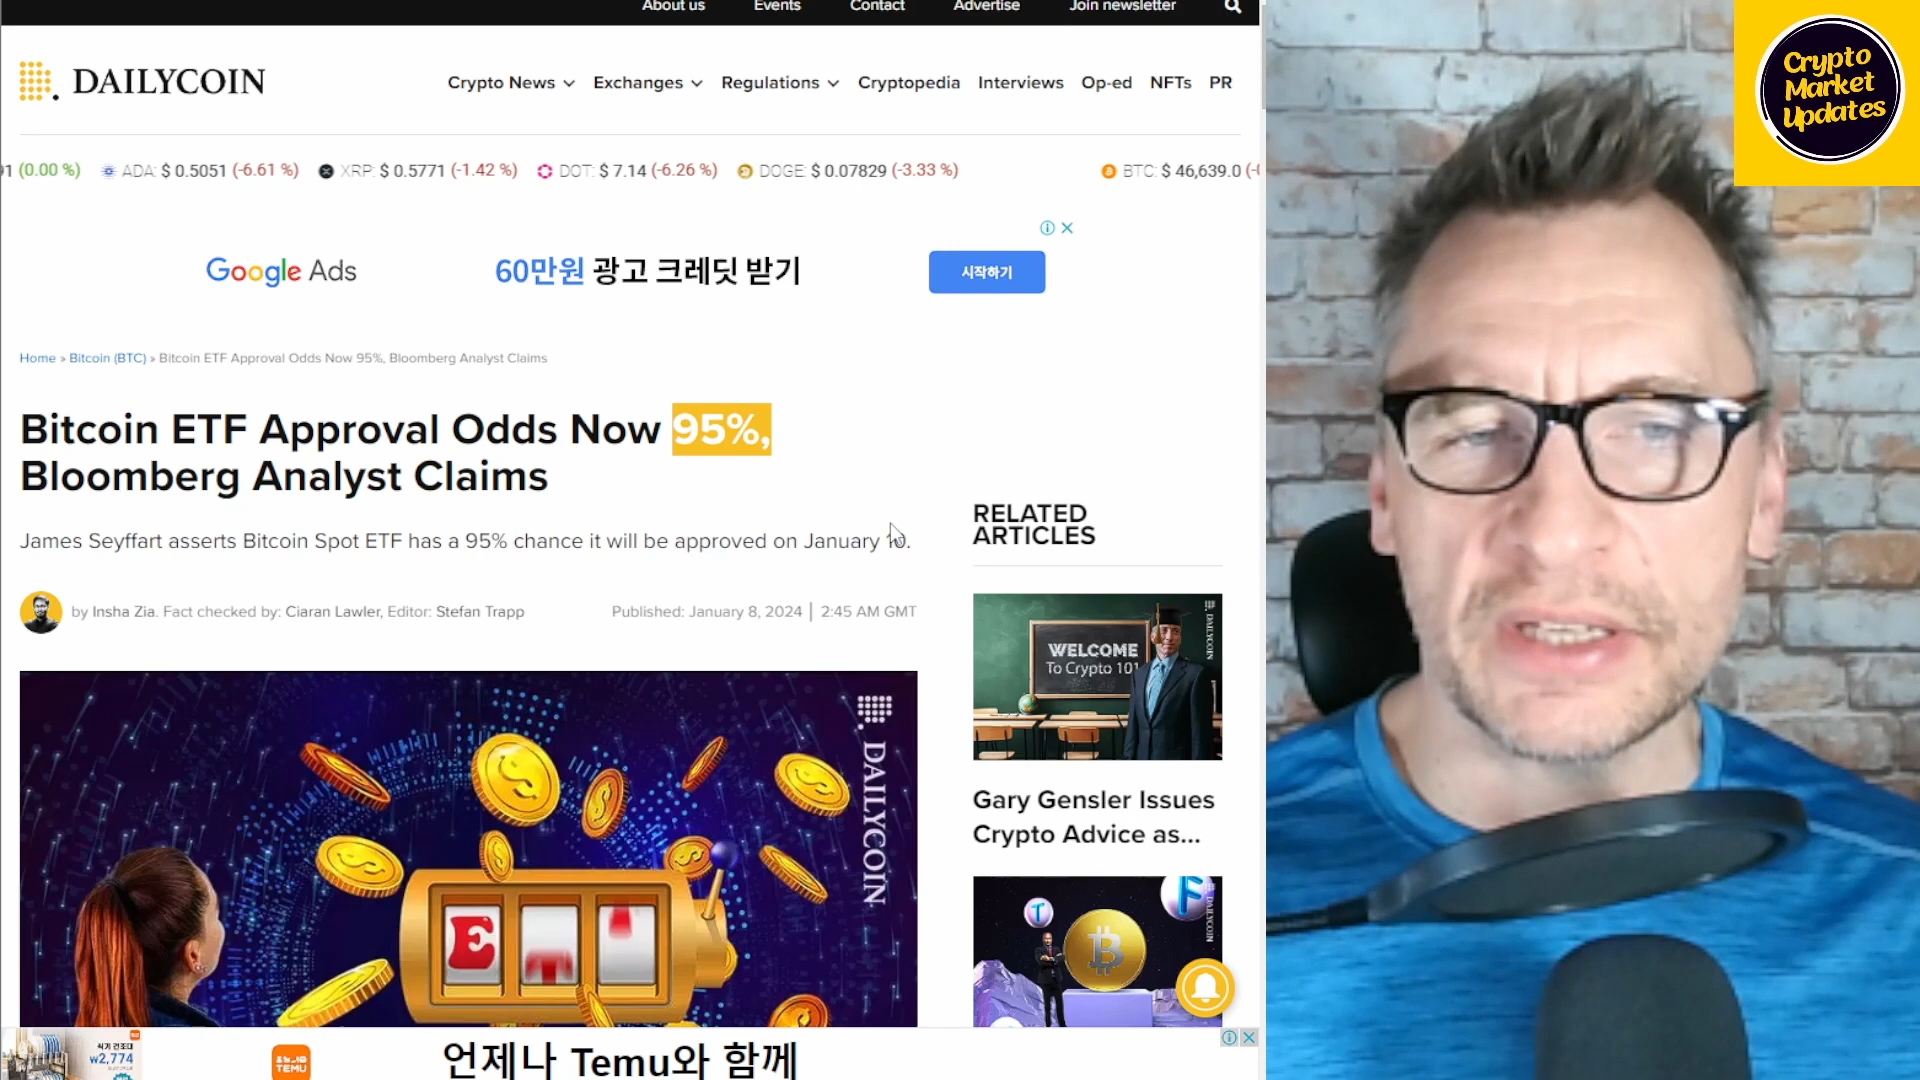 About us Events Contact Advertise Join newsletter
Crypto
Market
Updates
DAILYCOIN
Crypto News Exchanges Regulations Cryptopedia Interviews Op-ed NFTs PR
(0.00 %) ADA: $ 0.5051 (-6.61 %) XRP: $ 0.5771 (-1.42 %) DOT: $ 7.14 (-6.26 %) DOGE: $ 0.07829 (-3.33 %) BTC: $ 46,639.0
Google Ads 60만원 광고 크레딧 받기 시작하기
Home » Bitcoin (BTC) » Bitcoin ETF Approval Odds Now 95%, Bloomberg Analyst Claims
Bitcoin ETF Approval Odds Now 95%,
Bloomberg Analyst Claims
James Seyffart asserts Bitcoin Spot ETF has a 95% chance it will be approved on January
by Insha Zia. Fact checked by: Ciaran Lawler, Editor: Stefan Trapp Published: January 8, 2024 | 2:45 AM GMT
DAILYCOIN
E
RELATED
ARTICLES
WELCOME
To Crypto 101
DAILYCOIN
Gary Gensler Issues
Crypto Advice as...
T
F
DAILYCOIN
₩2,774
TEMU
언제나 Temu와 함께